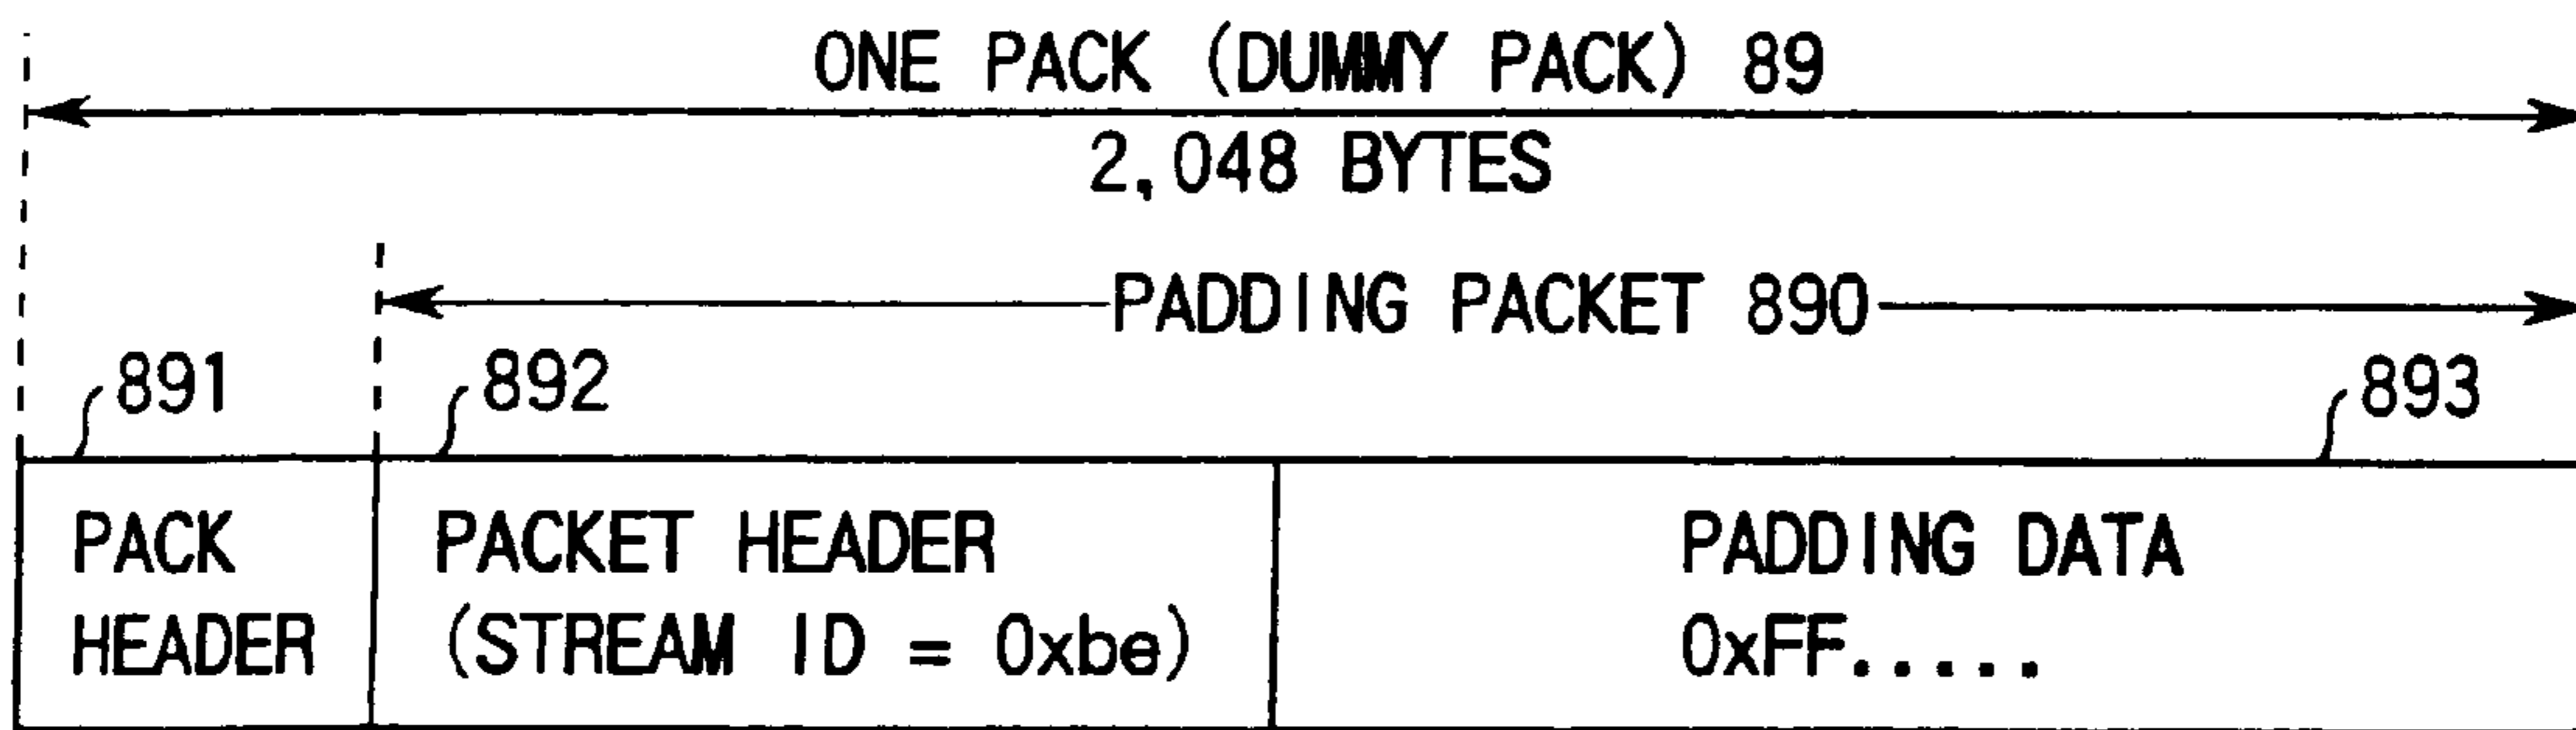 ONE PACK (DUMMY PACK) 89
2,048 BYTES
PADDING PACKET 890
891 892 893
PACK PACKET HEADER PADDING DATA
HEADER (STREAM ID = 0xbe) 0xFF.....